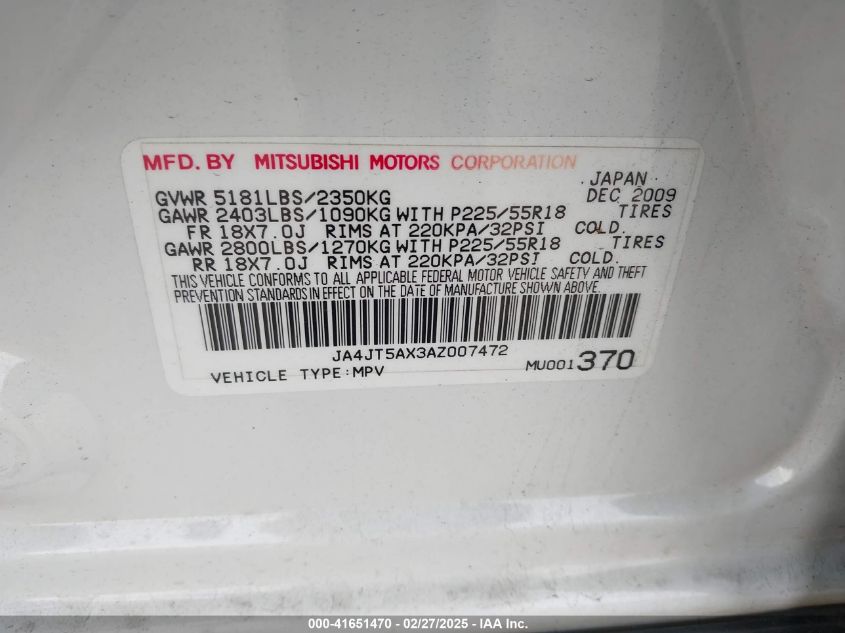 MFD. BY MITSUBISHI MOTORS CORPORATION
JAPAN
GVWR 5181LBS/2350KG DEC 2009
GAWR 2403LBS/1090KG WITH P225/55R18 TIRES
FR 18X7.0J RIMS AT 220KPA/32PSI COLD.
GAWR 2800LBS/1270KG WITH P225/55R18 TIRES
RR 18X7.0J RIMS AT 220KPA/32PSI COLD.
THIS VEHICLE CONFORMS TO ALL APPLICABLE FEDERAL MOTOR VEHICLE SAFETY AND THEFT
PREVENTION STANDARDS IN EFFECT ON THE DATE OF MANUFACTURE SHOWN ABOVE.
JA4JT5AX3AZ007472
VEHICLE TYPE:MPV MU001370
000-41651470 - 02/27/2025 - IAA Inc.